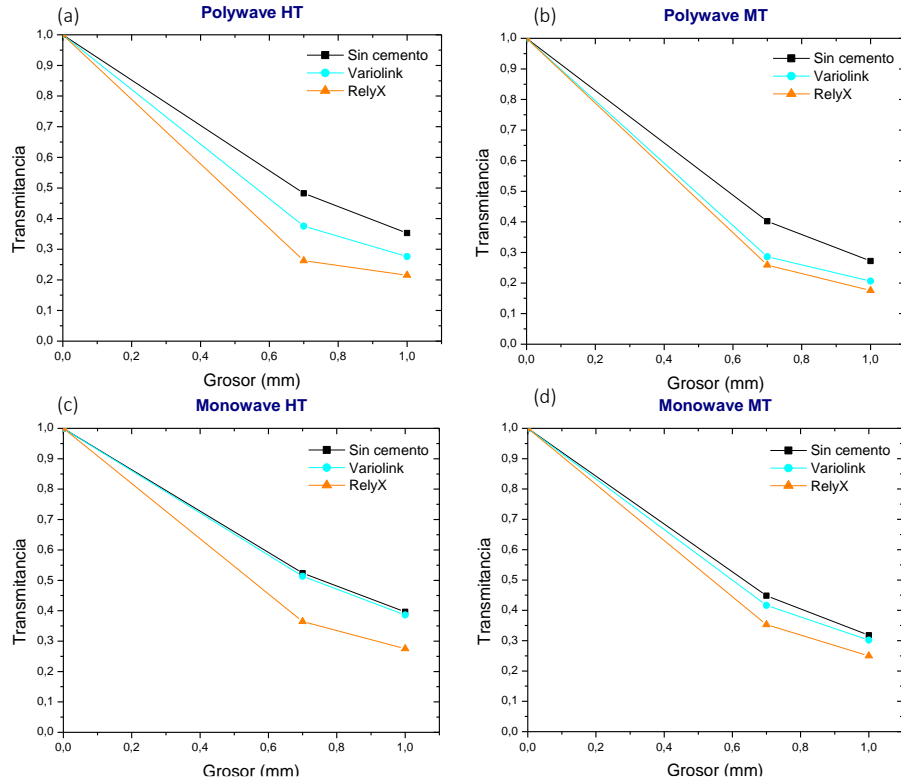 (a)
Polywave HT
1,0
0,9
0,8
0,7
0,6
0,5
0,4
0,3
0,2
0,1
0,0
Transmitancia
Sin cemento
Variolink
RelyX
0,0 0,2 0,4 0,6 0,8 1,0
Grosor (mm)
(b)
Polywave MT
1,0
0,9
0,8
0,7
0,6
0,5
0,4
0,3
0,2
0,1
0,0
Transmitancia
Sin cemento
Variolink
RelyX
0,0 0,2 0,4 0,6 0,8 1,0
Grosor (mm)
(c)
Monowave HT
1,0
0,9
0,8
0,7
0,6
0,5
0,4
0,3
0,2
0,1
0,0
Transmitancia
Sin cemento
Variolink
RelyX
0,0 0,2 0,4 0,6 0,8 1,0
Grosor (mm)
(d)
Monowave MT
1,0
0,9
0,8
0,7
0,6
0,5
0,4
0,3
0,2
0,1
0,0
Transmitancia
Sin cemento
Variolink
RelyX
0,0 0,2 0,4 0,6 0,8 1,0
Grosor (mm)